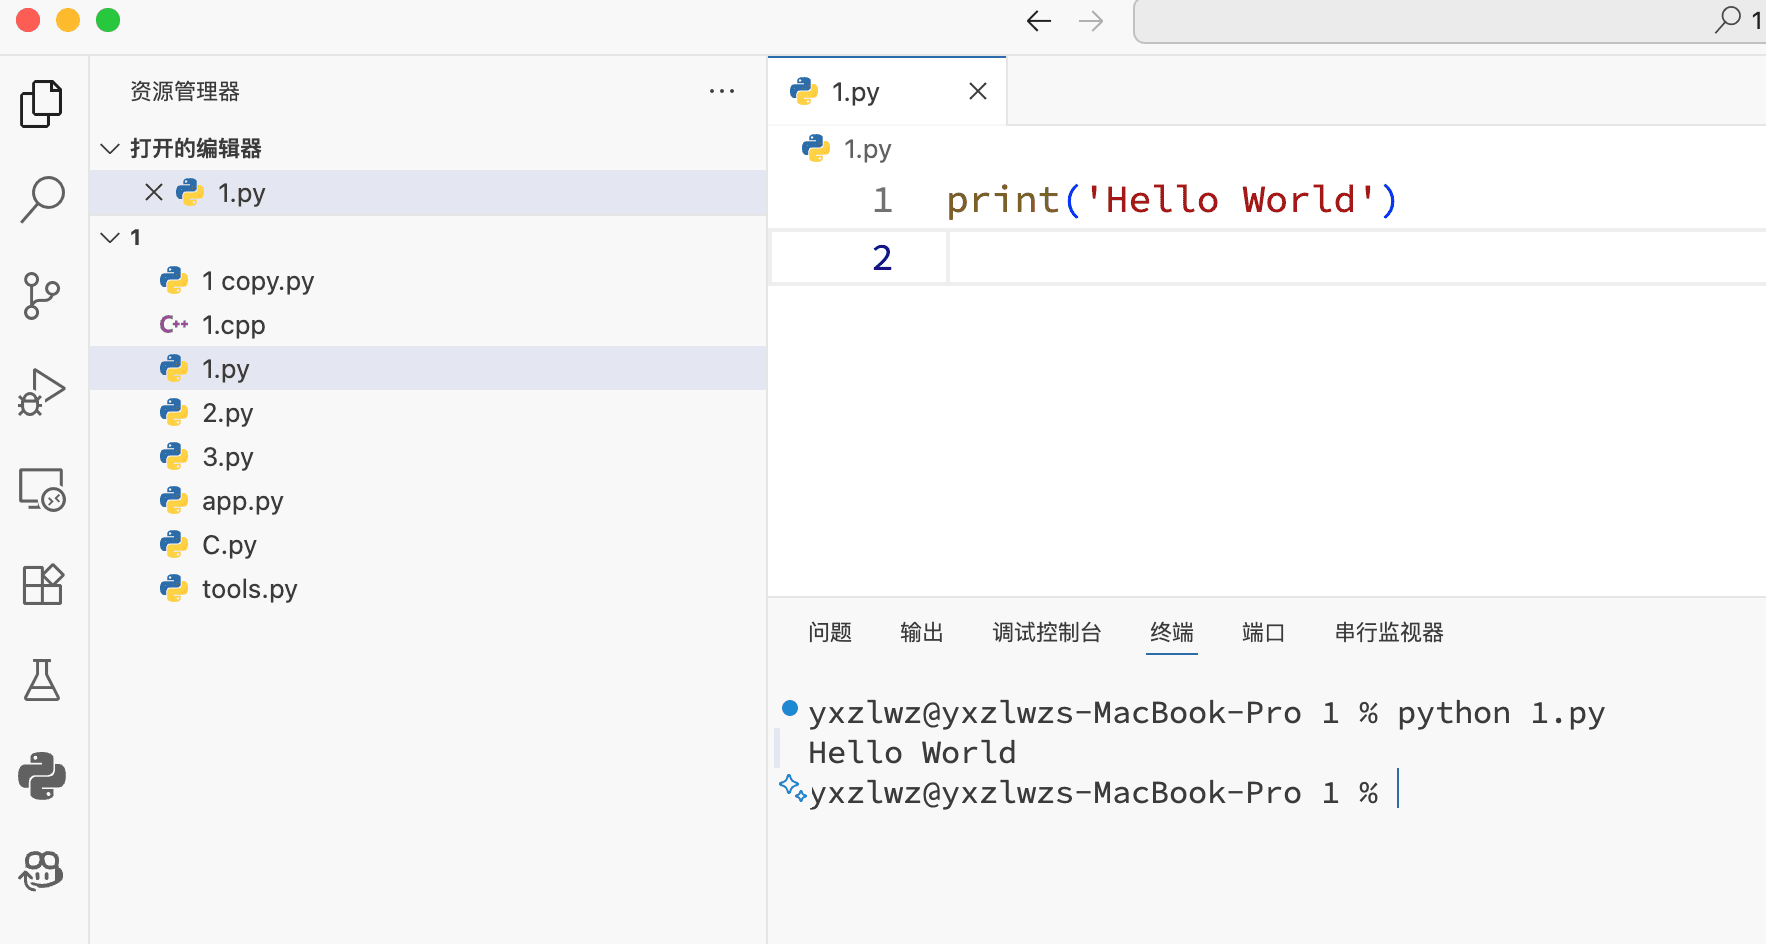 1
资源管理器
打开的编辑器
1.py
1
1 copy.py
C++ 1.cpp
1.py
2.py
3.py
app.py
C.py
tools.py
1.py
1.py
1 print('Hello World')
2
问题 输出 调试控制台 终端 端口 串行监视器
yxzlwz@yxzlwzs-MacBook-Pro 1 % python 1.py
Hello World
yxzlwz@yxzlwzs-MacBook-Pro 1 %